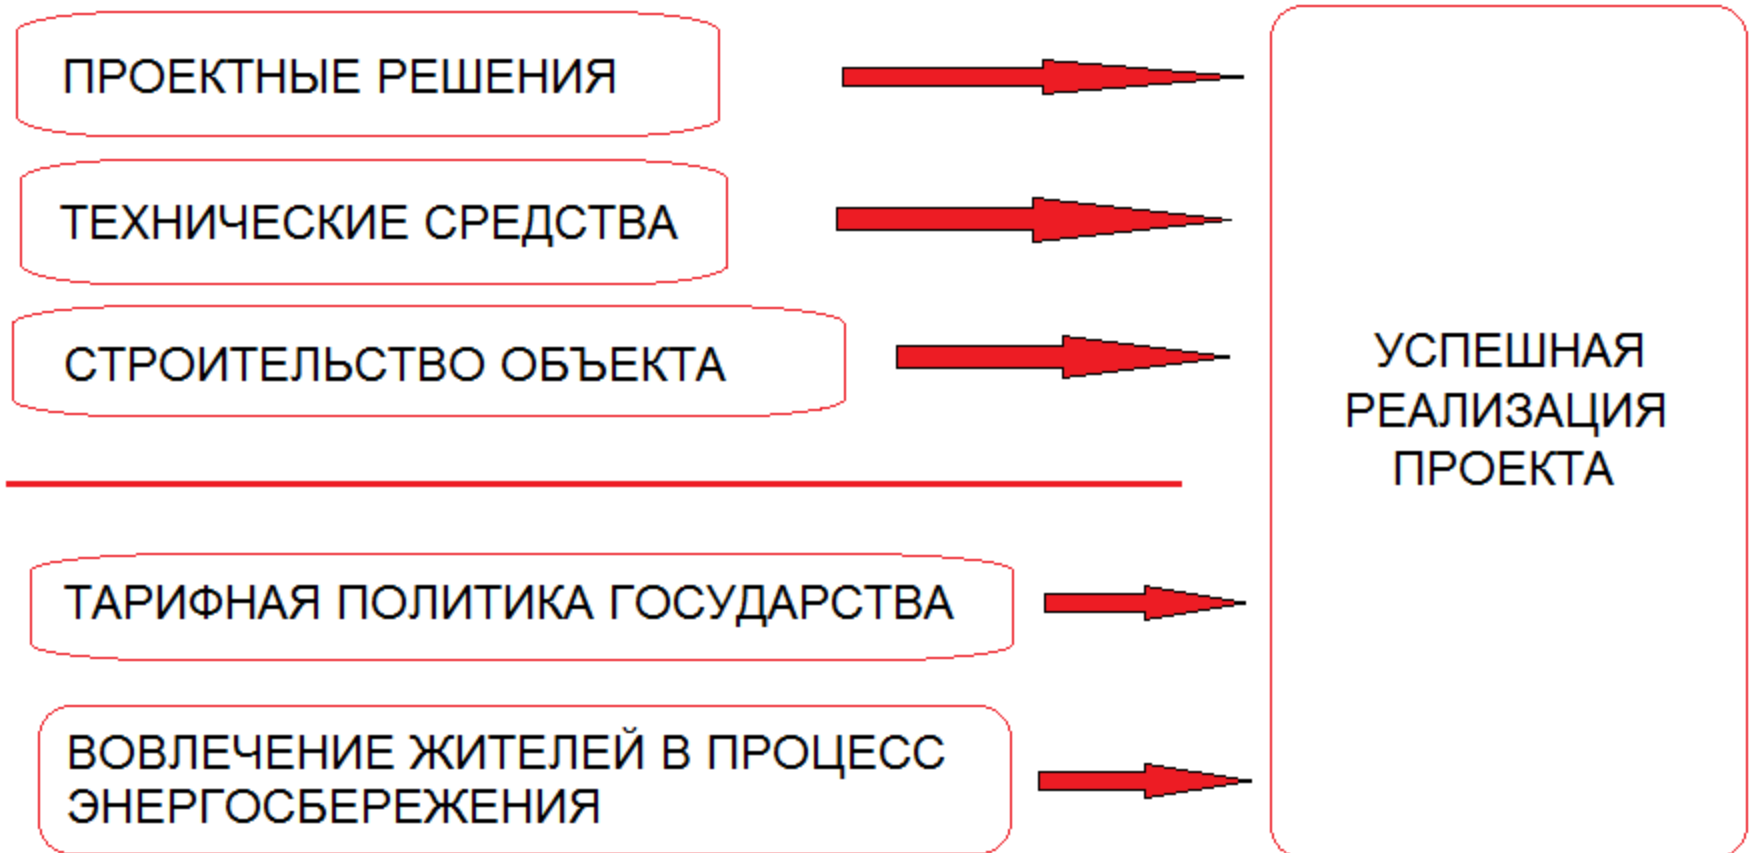 ПРОЕКТНЫЕ РЕШЕНИЯ
ТЕХНИЧЕСКИЕ СРЕДСТВА
СТРОИТЕЛЬСТВО ОБЪЕКТА
ТАРИФНАЯ ПОЛИТИКА ГОСУДАРСТВА
ВОВЛЕЧЕНИЕ ЖИТЕЛЕЙ В ПРОЦЕСС
ЭНЕРГОСБЕРЕЖЕНИЯ
УСПЕШНАЯ
РЕАЛИЗАЦИЯ
ПРОЕКТА